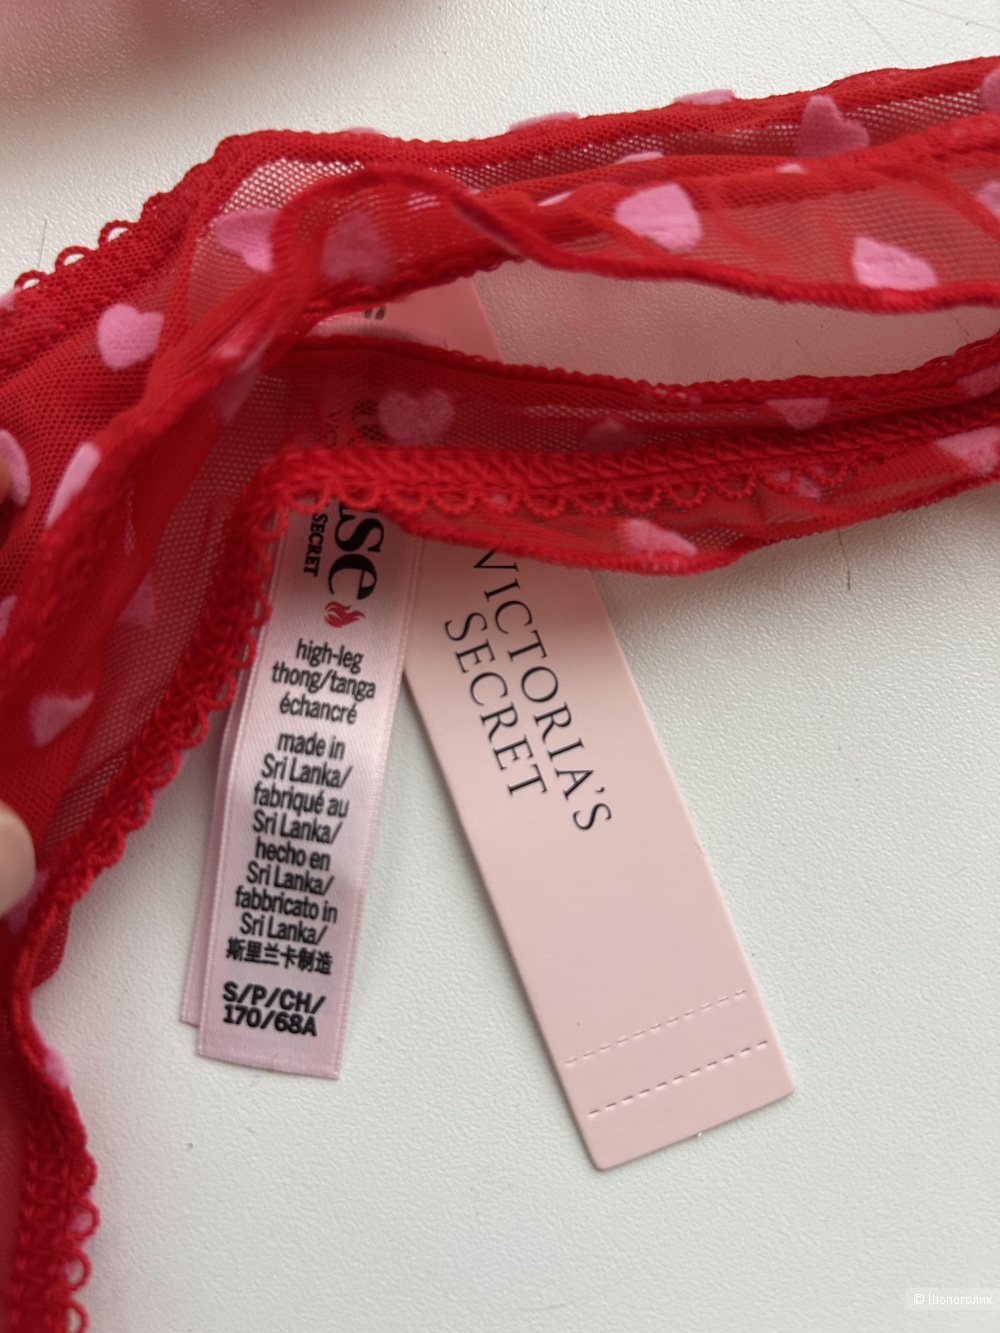 SECRET
high-leg
thong/tanga
échancré
made in
Sri Lanka/
fabriqué au
Sri Lanka/
hecho en
Sri Lanka/
fabbricato in
Sri Lanka/
斯里兰卡制造
S/P/CH/
170/68A
VICTORIA'S
SECRET
© Шопоголик